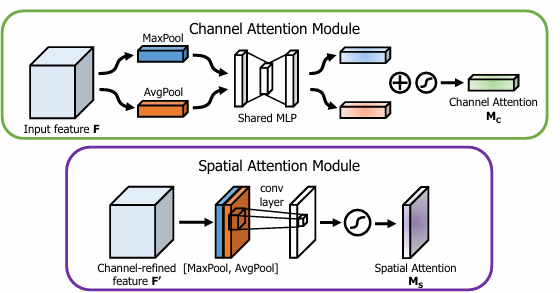 Channel Attention Module
MaxPool
AvgPool
Input feature F
Shared MLP
Channel Attention
MC
Spatial Attention Module
conv
layer
Channel-refined
feature F'
[MaxPool, AvgPool]
Spatial Attention
MS